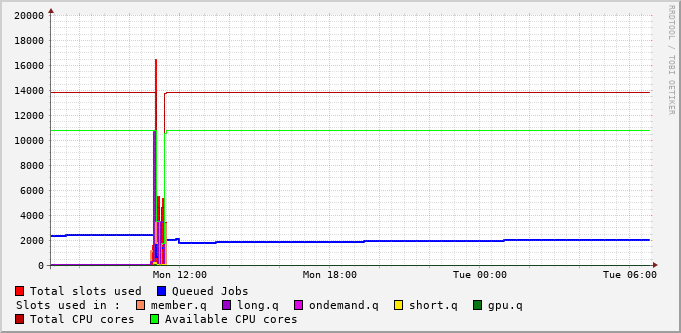 20000
18000
16000
14000
12000
10000
8000
6000
4000
2000
0
Mon 12:00 Mon 18:00 Tue 00:00 Tue 06:00
Total slots used Queued Jobs
Slots used in : member.q long.q ondemand.q short.q gpu.q
Total CPU cores Available CPU cores
RRDTOOL / TOBI OETIKER